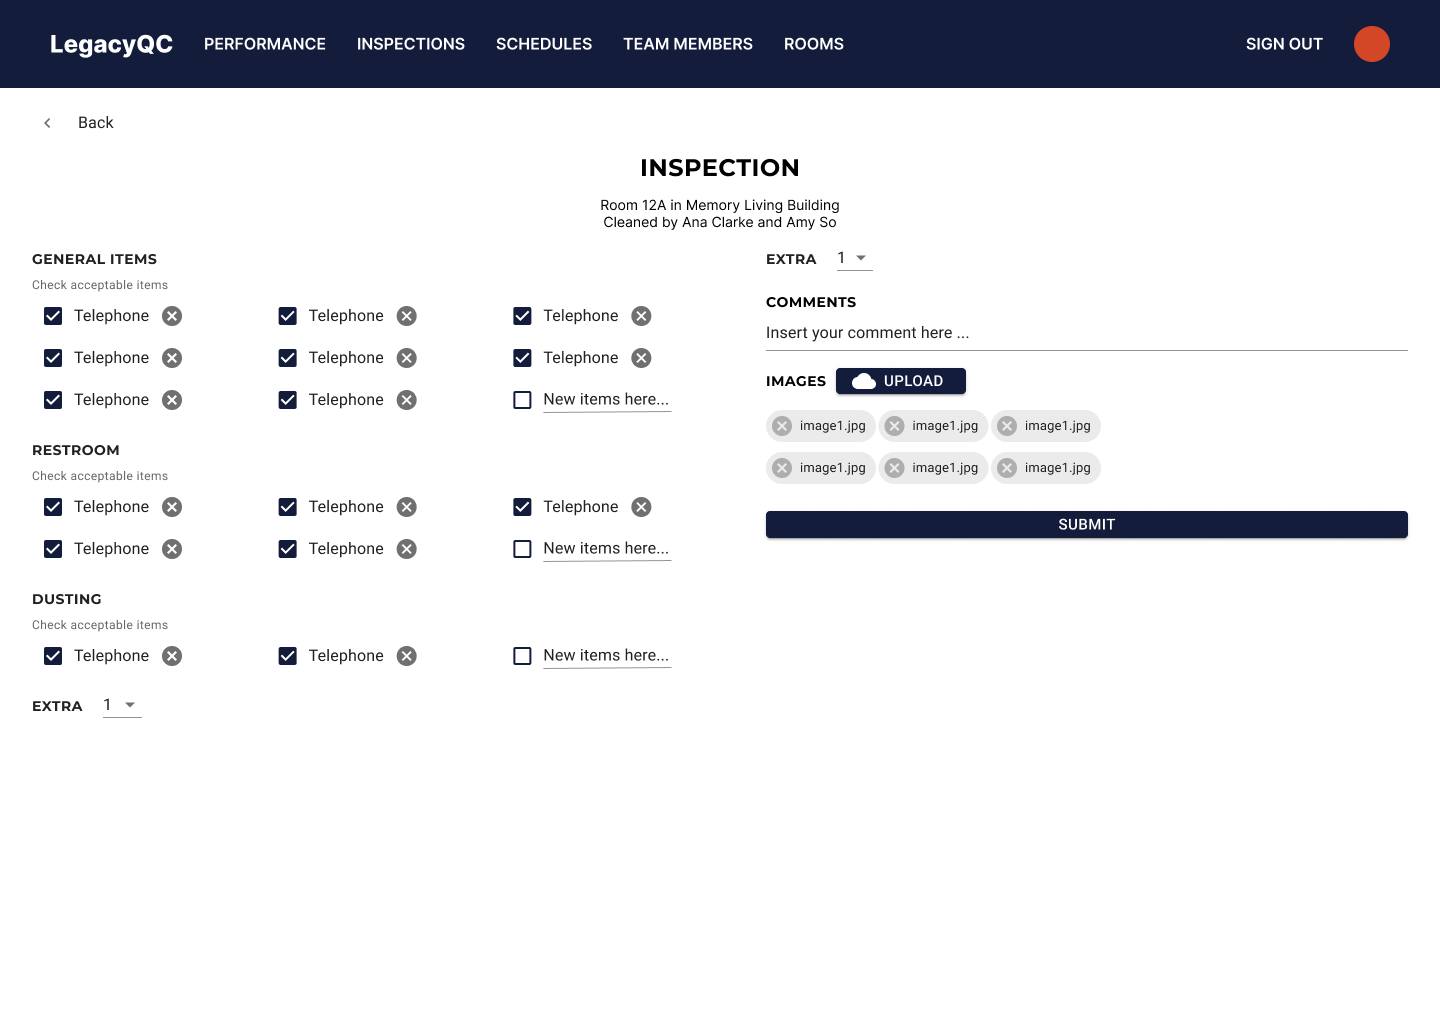 LegacyQC PERFORMANCE INSPECTIONS SCHEDULES TEAM MEMBERS ROOMS SIGN OUT
Back
INSPECTION
Room 12A in Memory Living Building
Cleaned by Ana Clarke and Amy So
GENERAL ITEMS
Check acceptable items
Telephone Telephone Telephone
Telephone Telephone Telephone
Telephone Telephone New items here...
RESTROOM
Check acceptable items
Telephone Telephone Telephone
Telephone Telephone New items here...
DUSTING
Check acceptable items
Telephone Telephone New items here...
EXTRA 1
EXTRA 1
COMMENTS
Insert your comment here ...
IMAGES UPLOAD
image1.jpg image1.jpg image1.jpg
image1.jpg image1.jpg image1.jpg
SUBMIT